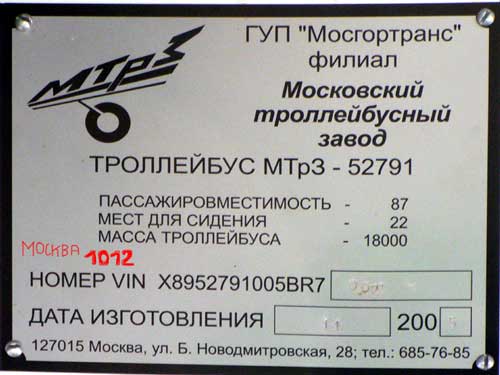 МТрЗ
ГУП "Мосгортранс"
филиал
Московский
троллейбусный
завод
ТРОЛЛЕЙБУС МТрЗ - 52791
ПАССАЖИРОВМЕСТИМОСТЬ - 87
МЕСТ ДЛЯ СИДЕНИЯ - 22
МАССА ТРОЛЛЕЙБУСА - 18000
МОСКВА 1012
НОМЕР VIN X8952791005BR7
ДАТА ИЗГОТОВЛЕНИЯ 200
127015 Москва, ул. Б. Новодмитровская, 28; тел.: 685-76-85